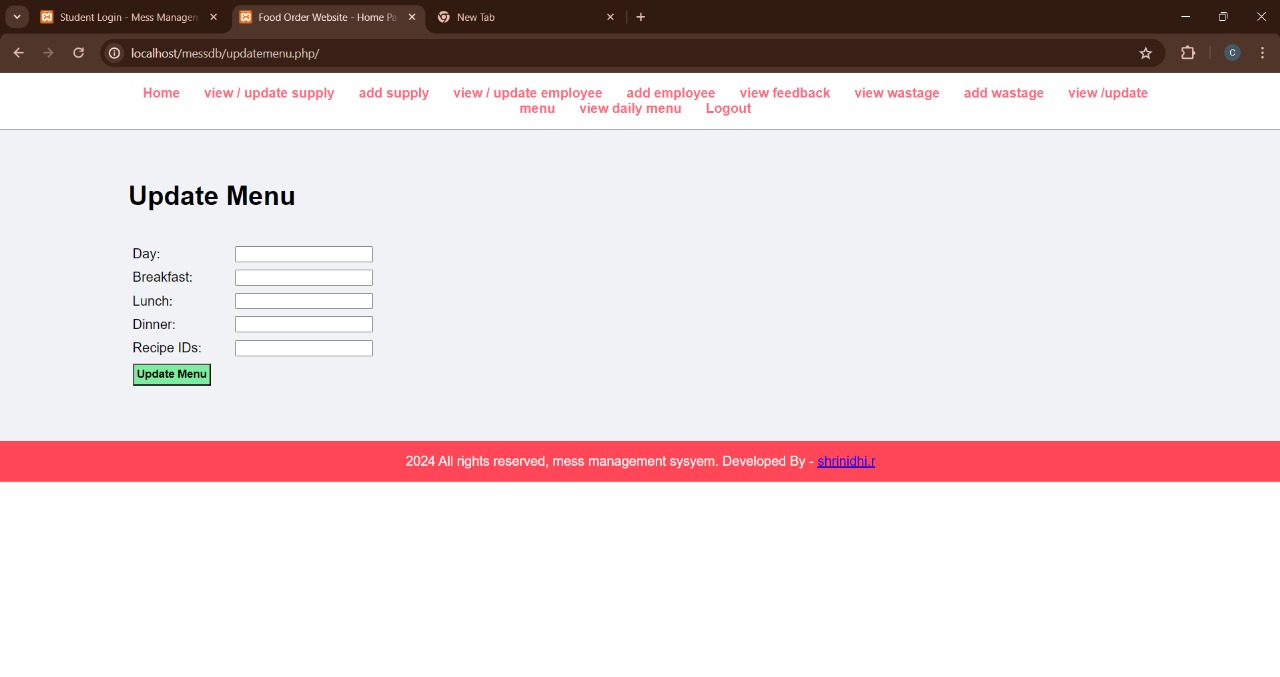 Student Login - Mess Managem
Food Order Website - Home Pa
New Tab
localhost/messdb/updatemenu.php/
C
Home view / update supply add supply view / update employee add employee view feedback view wastage add wastage view /update
menu view daily menu Logout
Update Menu
Day:
Breakfast:
Lunch:
Dinner:
Recipe IDs:
Update Menu
2024 All rights reserved, mess management sysyem. Developed By - shrinidhi.r